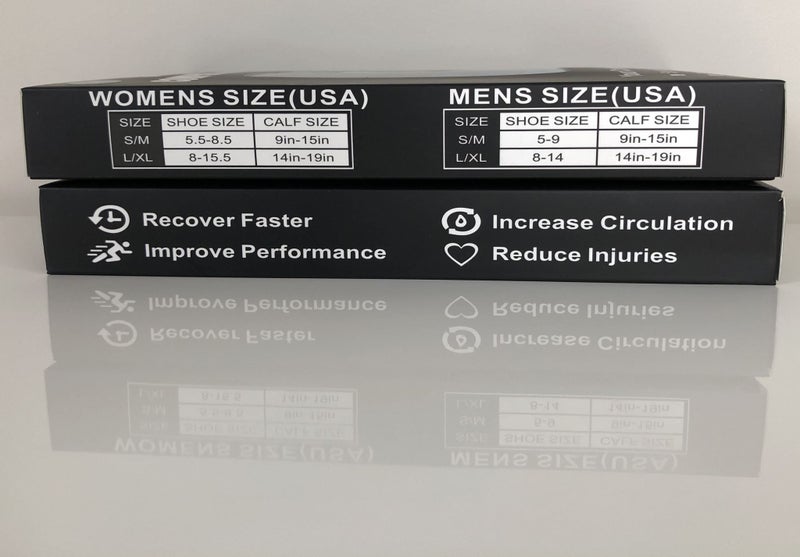 WOMENS SIZE(USA)
SIZE SHOE SIZE CALF SIZE
S/M 5.5-8.5 9in-15in
L/XL 8-15.5 14in-19in
MENS SIZE(USA)
SIZE SHOE SIZE CALF SIZE
S/M 5-9 9in-15in
L/XL 8-14 14in-19in
Recover Faster
Improve Performance
Increase Circulation
Reduce Injuries